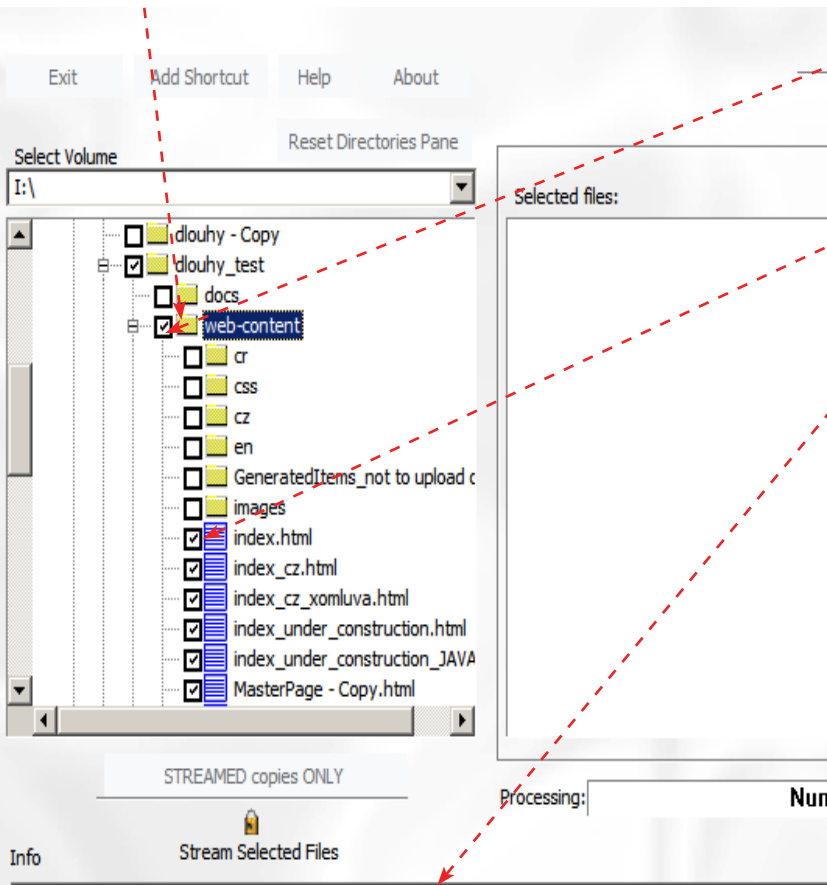 Exit Add Shortcut Help About
Reset Directories Pane
Select Volume
I:\
Selected files:
dlouhy - Copy
dlouhy_test
docs
web-content
cr
css
cz
en
GeneratedItems_not to upload
images
index.html
index_cz.html
index_cz_xomluva.html
index_under_construction.html
index_under_construction_JAVA
MasterPage - Copy.html
STREAMED copies ONLY
Processing: Num
Stream Selected Files
Info